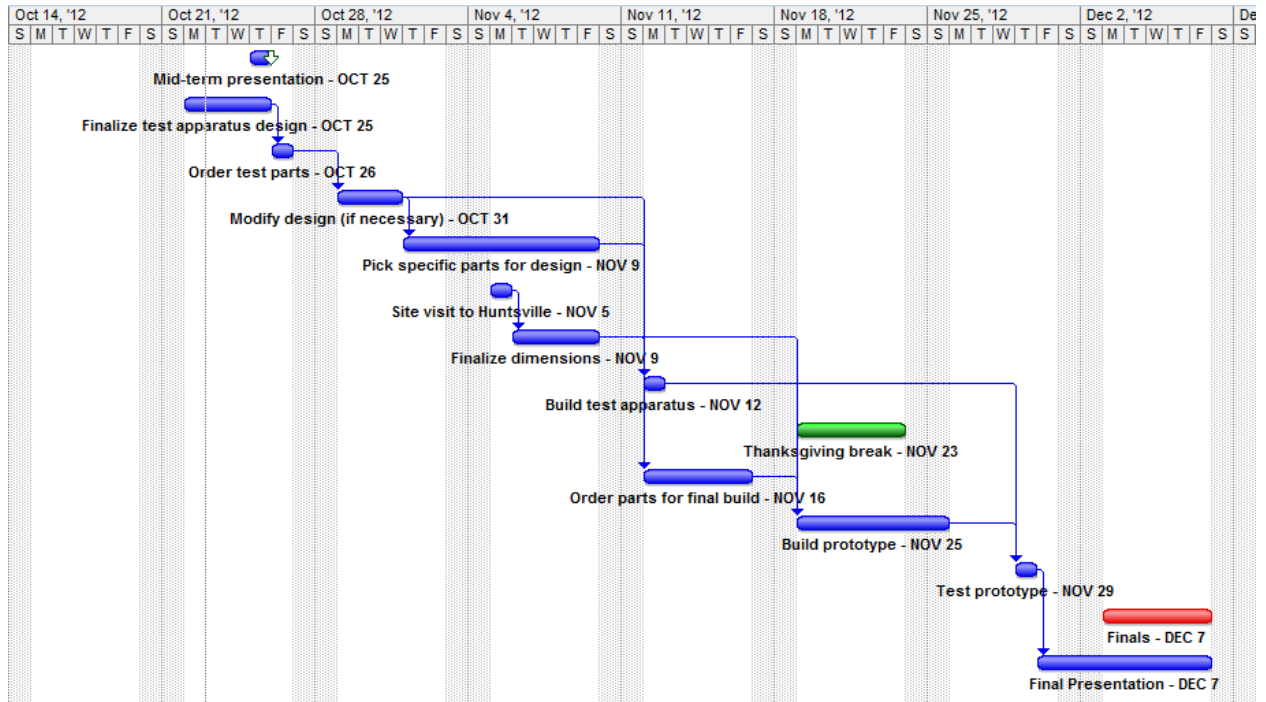 Oct 14, '12 Oct 21, '12 Oct 28, '12 Nov 4, '12 Nov 11, '12 Nov 18, '12 Nov 25, '12 Dec 2, '12 De
S M T W T F S S M T W T F S S M T W T F S S M T W T F S S M T W T F S S M T W T F S S M T W T F S S M T W T F S S
Mid-term presentation - OCT 25
Finalize test apparatus design - OCT 25
Order test parts - OCT 26
Modify design (if necessary) - OCT 31
Pick specific parts for design - NOV 9
Site visit to Huntsville - NOV 5
Finalize dimensions - NOV 9
Build test apparatus - NOV 12
Thanksgiving break - NOV 23
Order parts for final build - NOV 16
Build prototype - NOV 25
Test prototype - NOV 29
Finals - DEC 7
Final Presentation - DEC 7